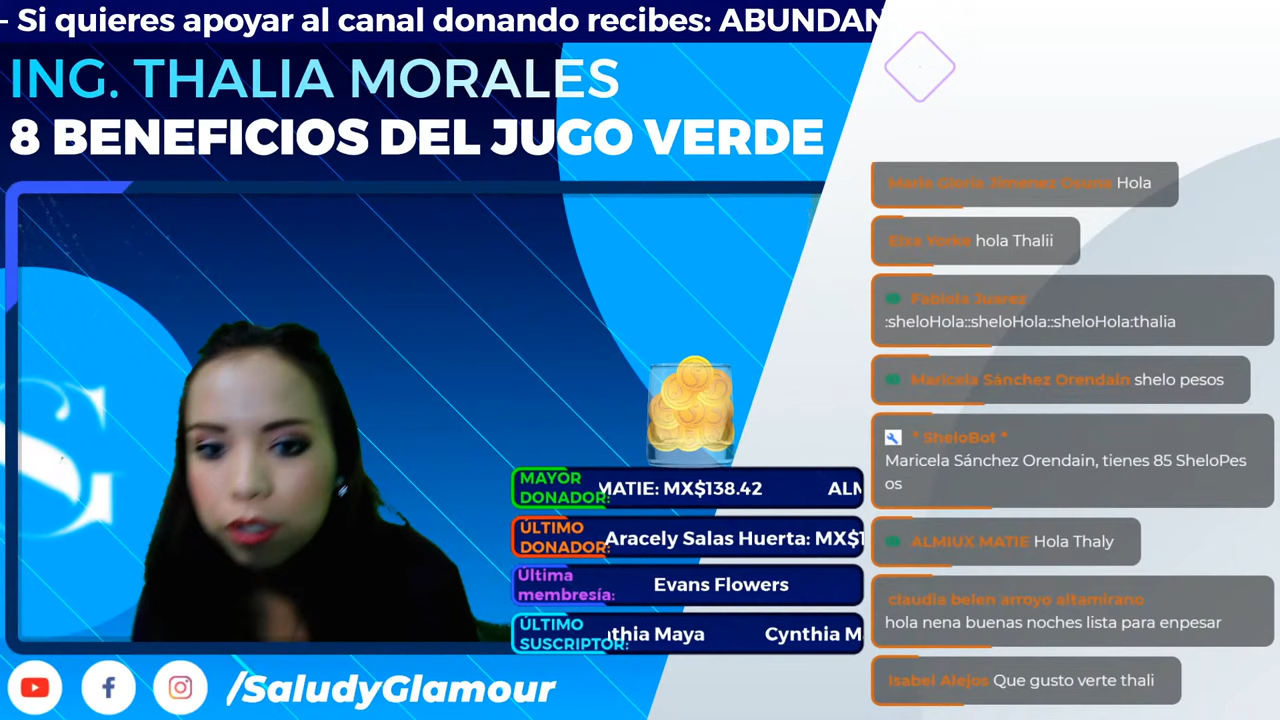 - Si quieres apoyar al canal donando recibes: ABUNDAN
ING. THALIA MORALES
8 BENEFICIOS DEL JUGO VERDE
S
MAYOR DONADOR: MATIE: MX$138.42 ALM
ÚLTIMO DONADOR: Aracely Salas Huerta: MX$1
Última membresía: Evans Flowers
ÚLTIMO SUSCRIPTOR: thia Maya Cynthia M
/SaludyGlamour
Maria Gloria Jimenez Osuna Hola
Elza Yorke hola Thalii
Fabiola Juarez
:sheloHola::sheloHola::sheloHola:thalia
Maricela Sánchez Orendain shelo pesos
* SheloBot *
Maricela Sánchez Orendain, tienes 85 SheloPes
os
ALMIUX MATIE Hola Thaly
claudia belen arroyo altamirano
hola nena buenas noches lista para enpesar
Isabel Alejos Que gusto verte thali